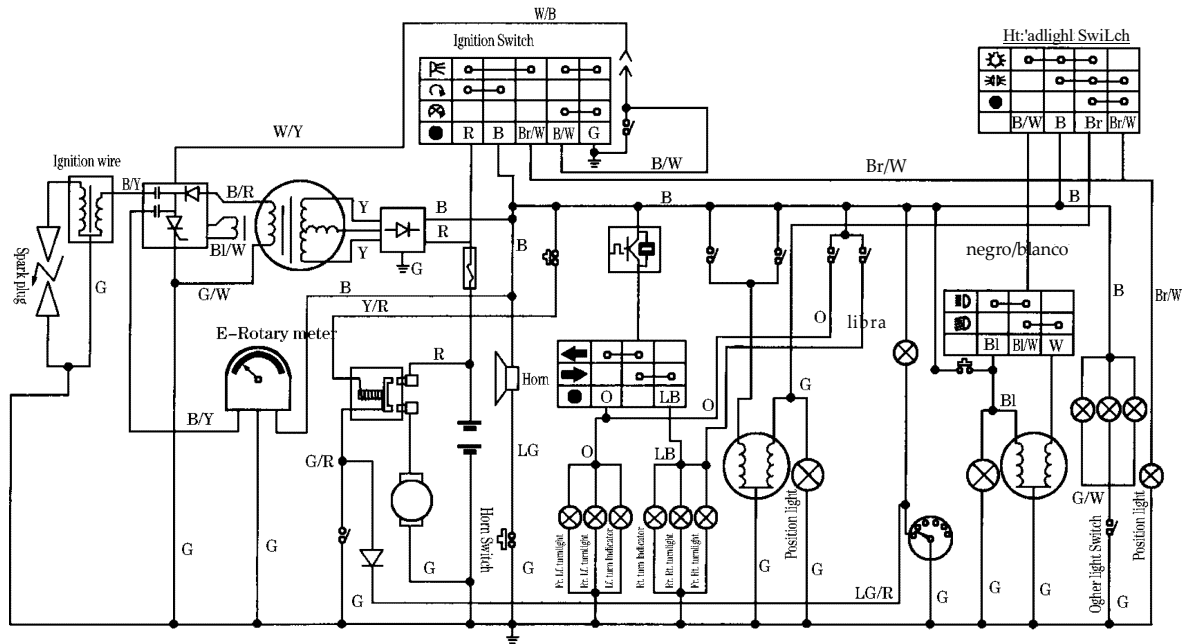 W/B
Ignition Switch
Ht:'adlighl SwiLch
R B Br/W B/W G
B/W B Br Br/W
W/Y
B/W
Br/W
Ignition wire
B/Y
B/R
Y
B
R
B
B
Bl/W
Y
G
B
negro/blanco
Spark plug
G
G/W
B
Y/R
B
Br/W
E-Rotary meter
O
libra
Bl Bl/W W
R
Horn
O LB
O
G
B/Y
Bl
G/R
LG
O
LB
Horn Switch
Position light
G/W
Position light
Fr. Lf. turnlight
Rr. Lf. turnlight
Lf. turn Indicator
Rt. turn Indicator
Rr. Rt. turnlight
Fr. Rt. turnlight
Ogher light Switch
G
G
G
G
G
G
G
LG/R
G
G
G
G
G